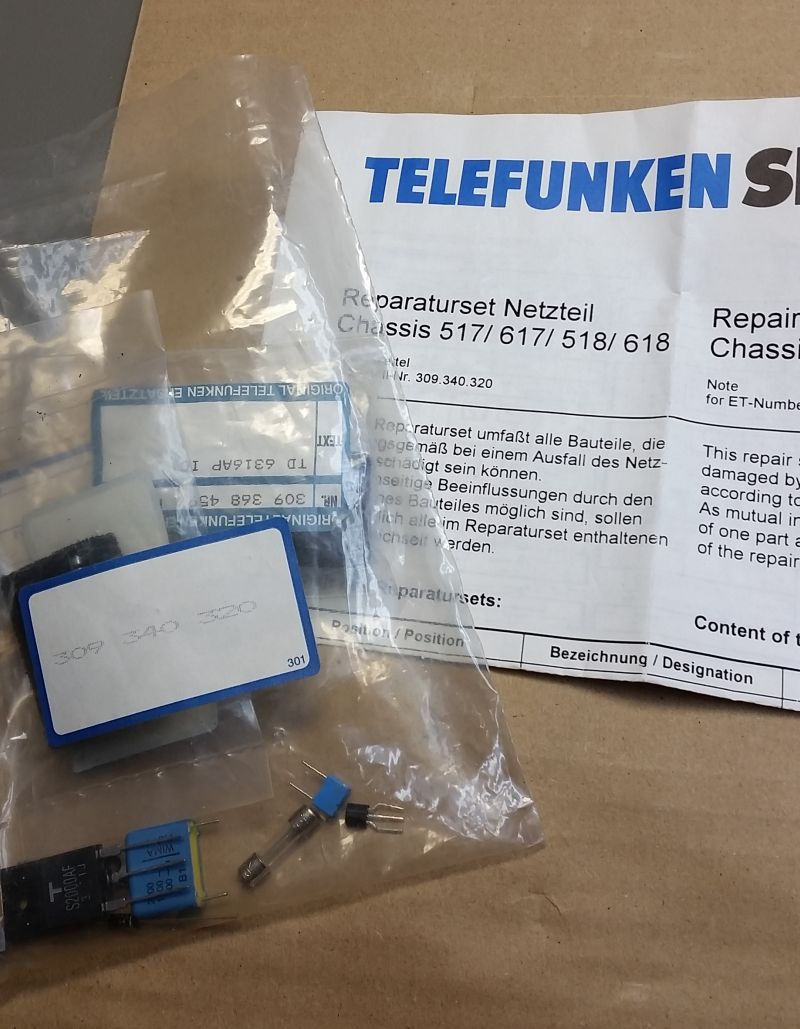 TELEFUNKEN
Reparaturset Netzteil
Chassis 517/ 617/ 518/ 618
309.340.320
Reparaturset umfaßt alle Bauteile, die
bei einem Ausfall des Netz-
sein können.
Beeinflussungen durch den
Bauteiles möglich sind, sollen
alle im Reparaturset enthaltenen
werden.
Position / Position
Bezeichnung / Designation
Repair
Note
for ET-Numbe
This repair
damaged by
according to
As mutual in
of one part a
of the repair
Content of t
ORIGINAL TELEFUNKEN ERSATZTEIL
TEXT
TD 6316AP
NR.
309 368 45
309 340 320
301
WIMA
T
S2000AF